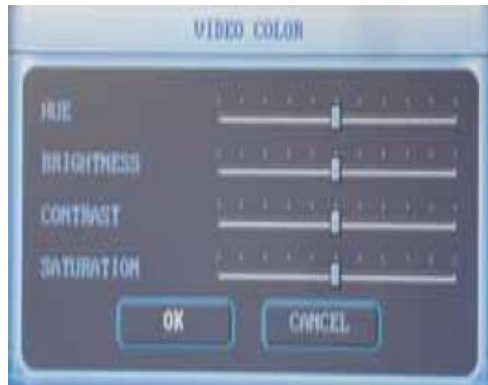 VIDEO COLOR
HUE
BRIGHTNESS
CONTRAST
SATURATION
OK CANCEL